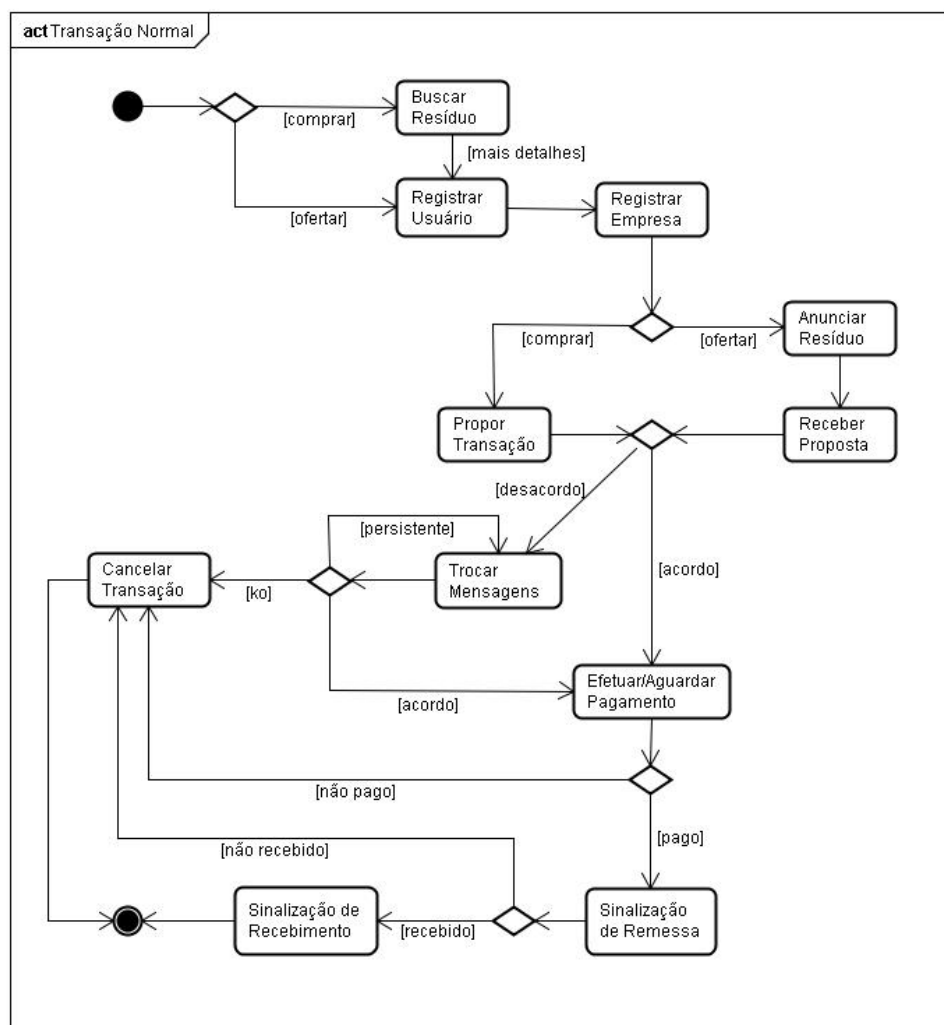 act Transação Normal
Buscar
Resíduo
[comprar]
[mais detalhes]
Registrar
Usuário
[ofertar]
Registrar
Empresa
Anunciar
Resíduo
[comprar]
[ofertar]
Propor
Transação
Receber
Proposta
[desacordo]
[persistente]
Cancelar
Transação
[ko]
Trocar
Mensagens
[acordo]
Efetuar/Aguardar
Pagamento
[acordo]
[não pago]
[pago]
[não recebido]
Sinalização de
Recebimento
[recebido]
Sinalização
de Remessa